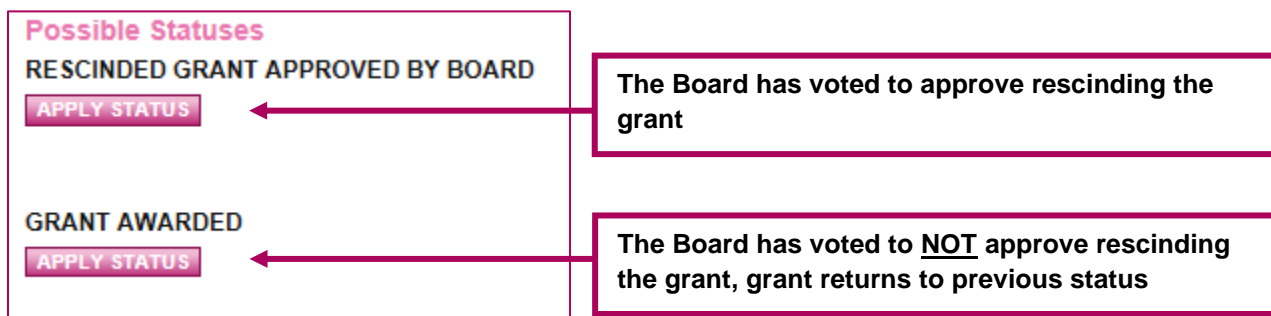 Possible Statuses
RESCINDED GRANT APPROVED BY BOARD
APPLY STATUS
The Board has voted to approve rescinding the
grant
GRANT AWARDED
APPLY STATUS
The Board has voted to NOT approve rescinding
the grant, grant returns to previous status